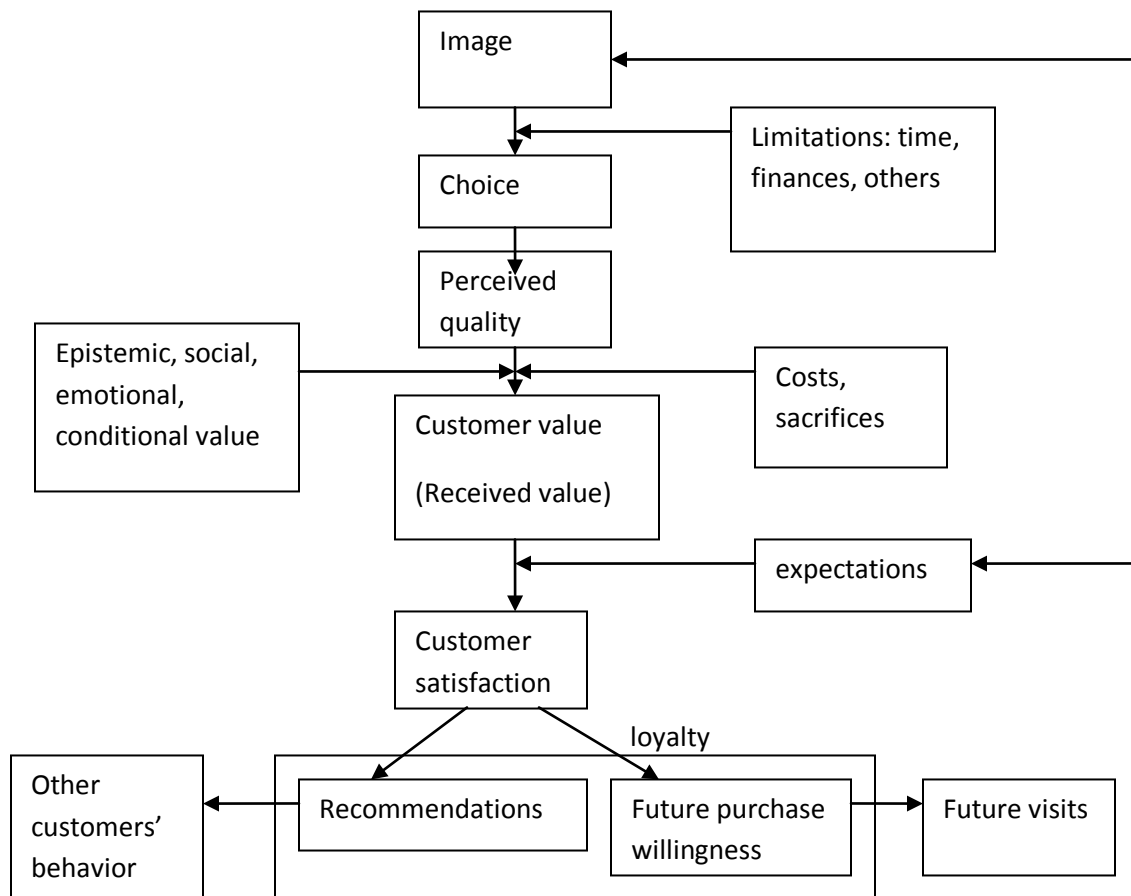 Image
Limitations: time,
finances, others
Choice
Perceived
quality
Epistemic, social,
emotional,
conditional value
Costs,
sacrifices
Customer value
(Received value)
expectations
Customer
satisfaction
loyalty
Other
customers’
behavior
Recommendations
Future purchase
willingness
Future visits